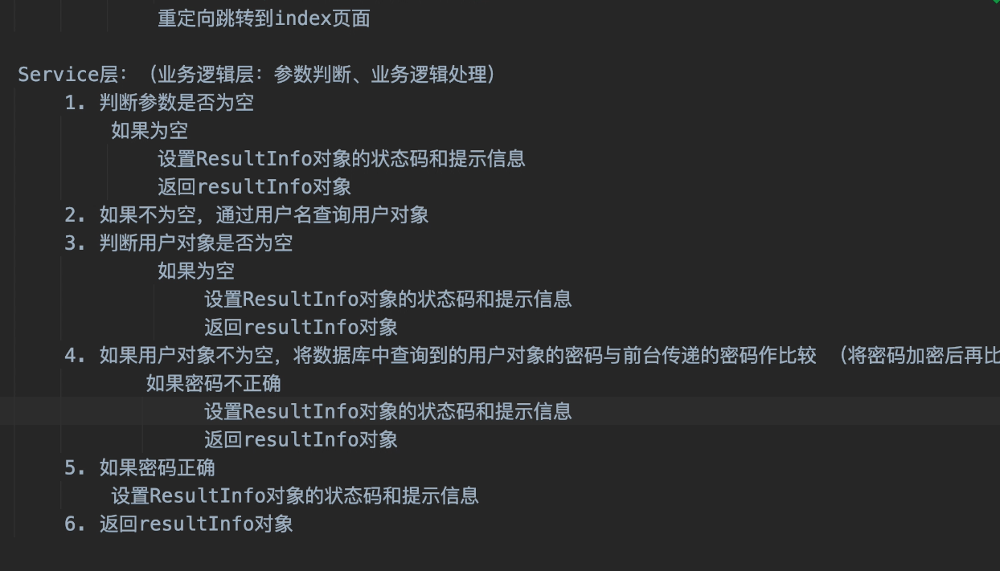 重定向跳转到index页面
Service层：（业务逻辑层：参数判断、业务逻辑处理）
1. 判断参数是否为空
如果为空
设置ResultInfo对象的状态码和提示信息
返回resultInfo对象
2. 如果不为空，通过用户名查询用户对象
3. 判断用户对象是否为空
如果为空
设置ResultInfo对象的状态码和提示信息
返回resultInfo对象
4. 如果用户对象不为空，将数据库中查询到的用户对象的密码与前台传递的密码作比较 （将密码加密后再比
如果密码不正确
设置ResultInfo对象的状态码和提示信息
返回resultInfo对象
5. 如果密码正确
设置ResultInfo对象的状态码和提示信息
6. 返回resultInfo对象